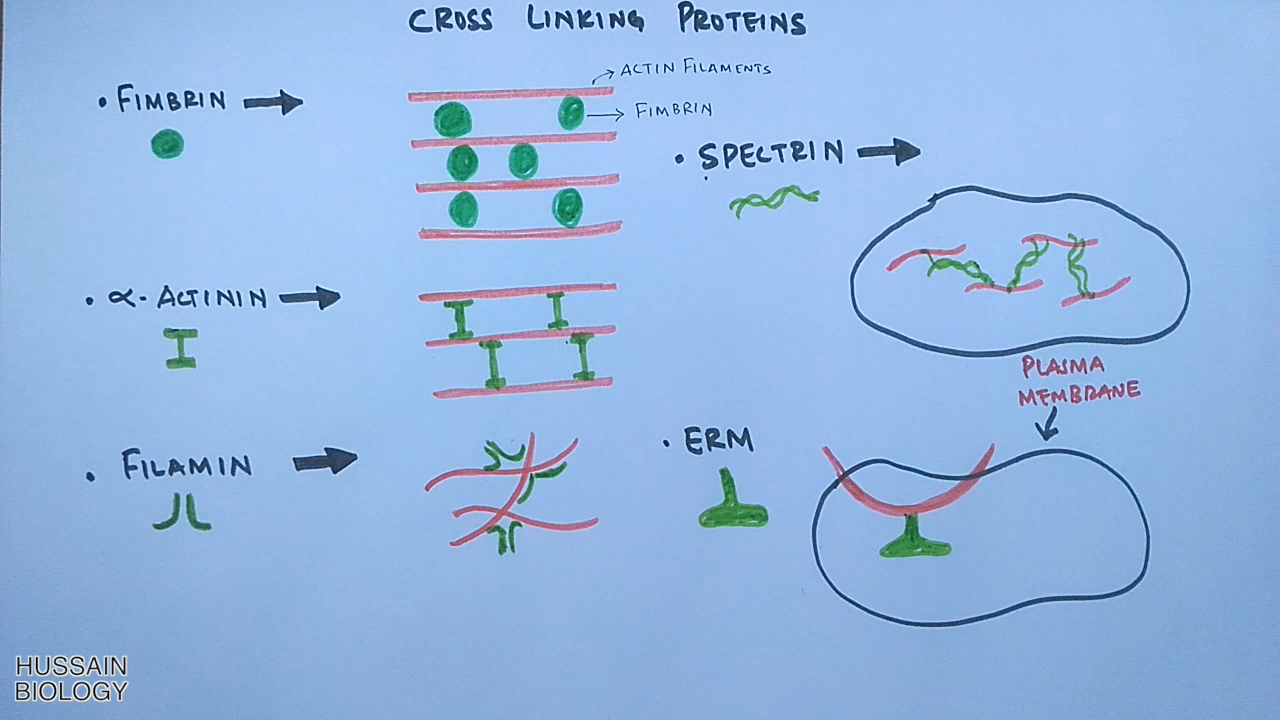 CROSS LINKING PROTEINS
• FIMBRIN
ACTIN FILAMENTS
FIMBRIN
• SPECTRIN
• α-ACTININ
PLASMA
MEMBRANE
• FILAMIN
• ERM
HUSSAIN
BIOLOGY